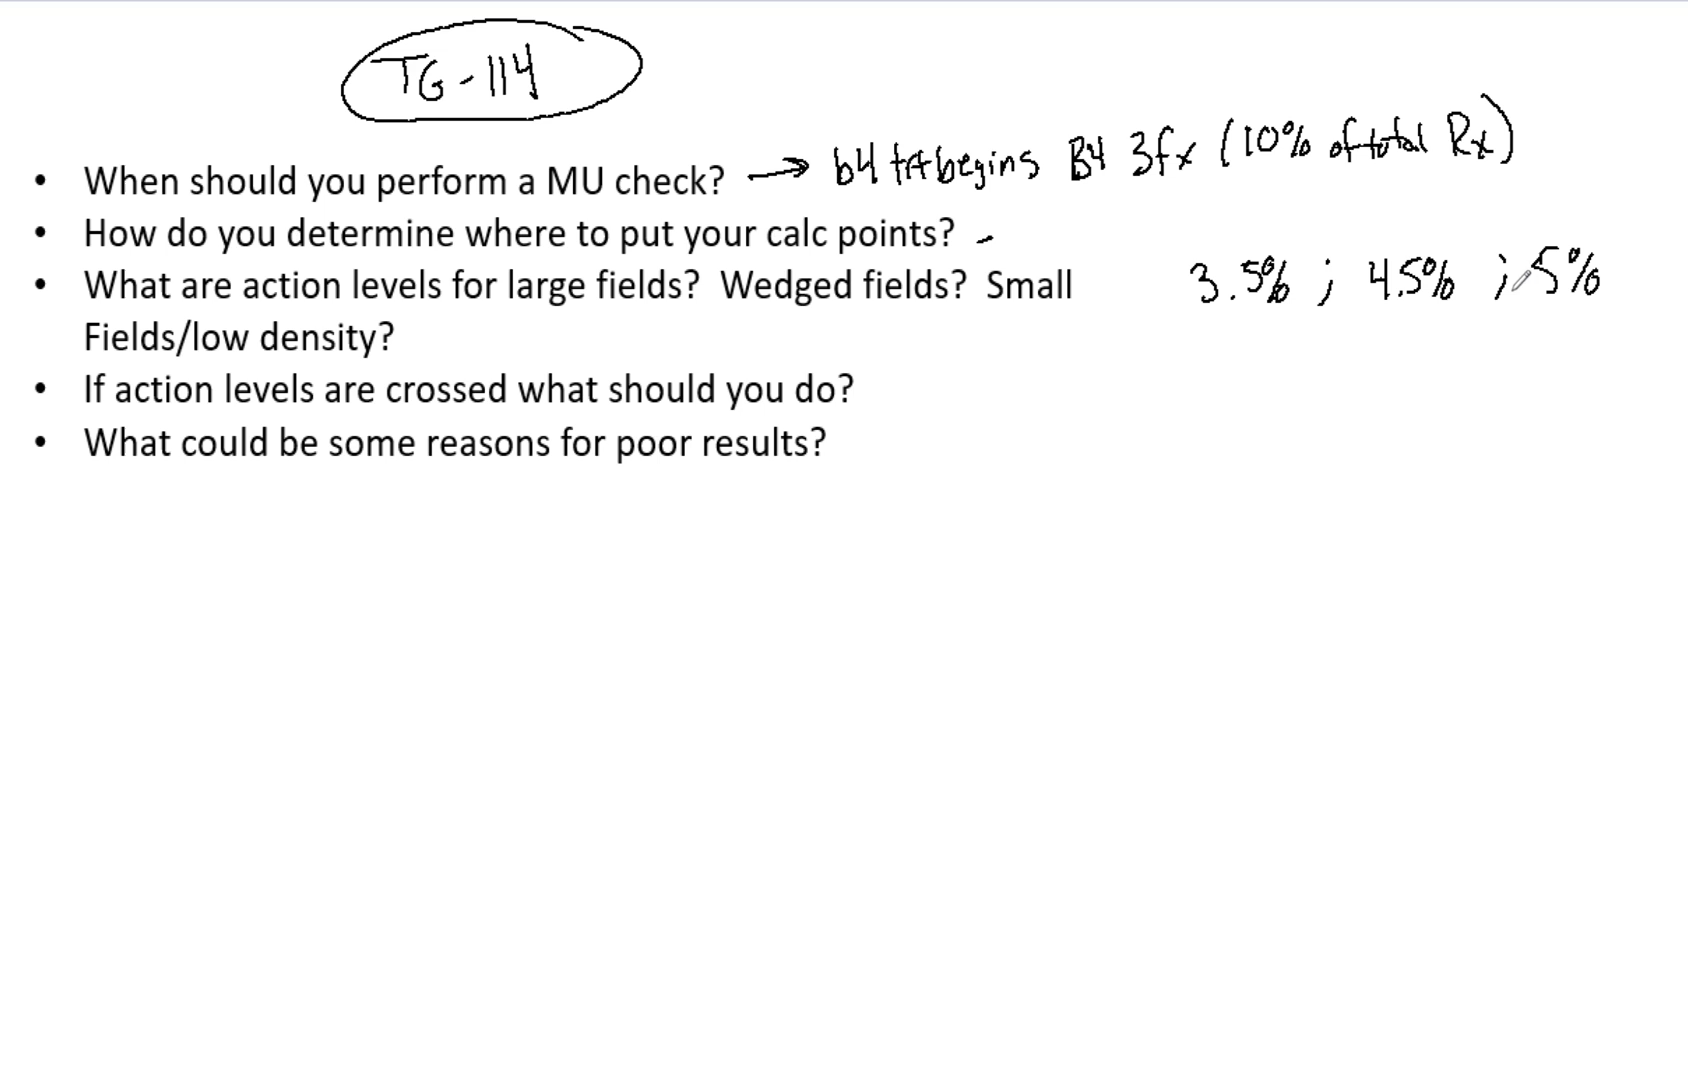 TG-114
• When should you perform a MU check? → b4 txt begins B4 3fx (10% of total Rx)
• How do you determine where to put your calc points? -
• What are action levels for large fields? Wedged fields? Small 3.5% ; 4.5% ; 5%
Fields/low density?
• If action levels are crossed what should you do?
• What could be some reasons for poor results?